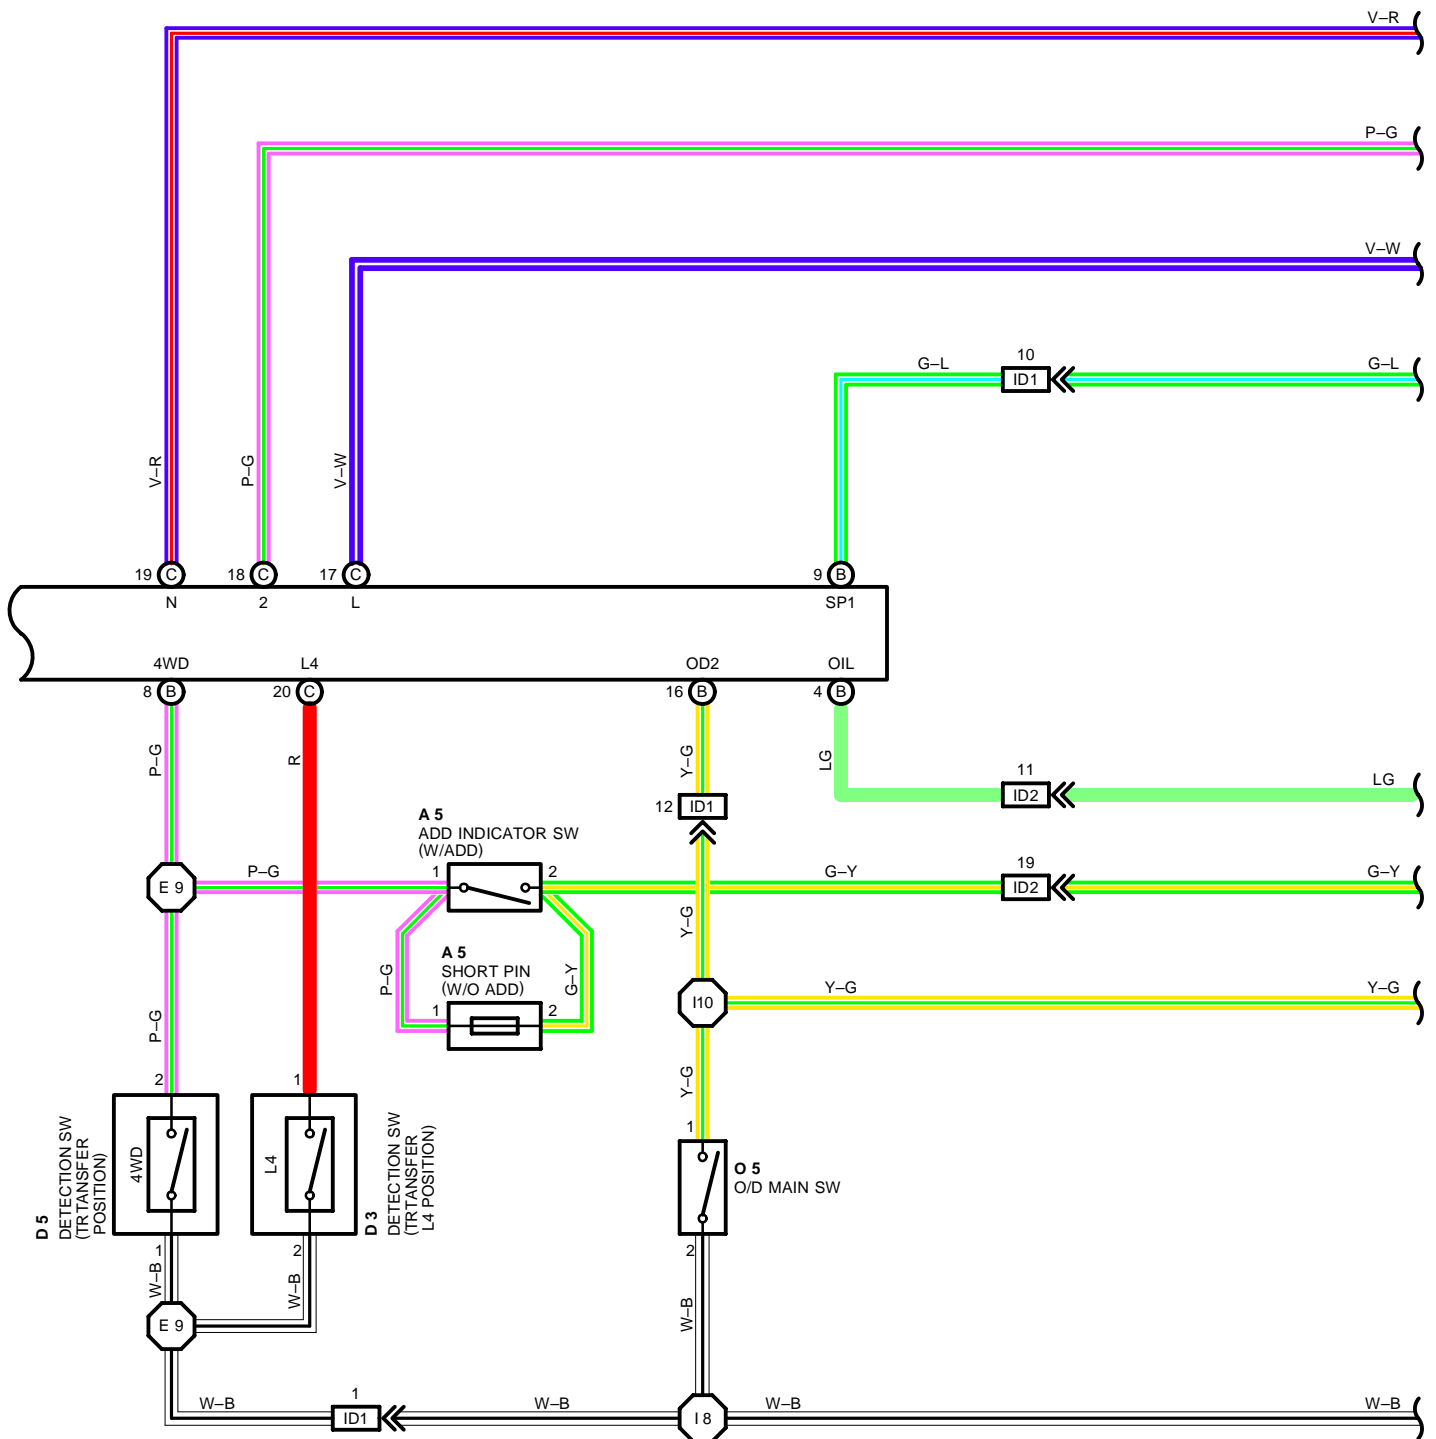 V–R
P–G
V–W
10
G–L
ID1
G–L
V–R
P–G
V–W
19 C
18 C
17 C
9 B
N
2
L
SP1
4WD
L4
OD2
OIL
8 B
20 C
16 B
4 B
P–G
R
Y–G
LG
11
ID2
LG
12 ID1
A 5
ADD INDICATOR SW
(W/ADD)
E 9
P–G
1
2
G–Y
19
ID2
G–Y
Y–G
A 5
SHORT PIN
(W/O ADD)
P–G
G–Y
1
2
I10
Y–G
Y–G
P–G
Y–G
2
1
1
4WD
L4
D 5
DETECTION SW
(TRTANSFER
POSITION)
D 3
DETECTION SW
(TRTANSFER
L4 POSITION)
O 5
O/D MAIN SW
1
2
2
W–B
W–B
W–B
E 9
W–B
1
ID1
W–B
I 8
W–B
W–B